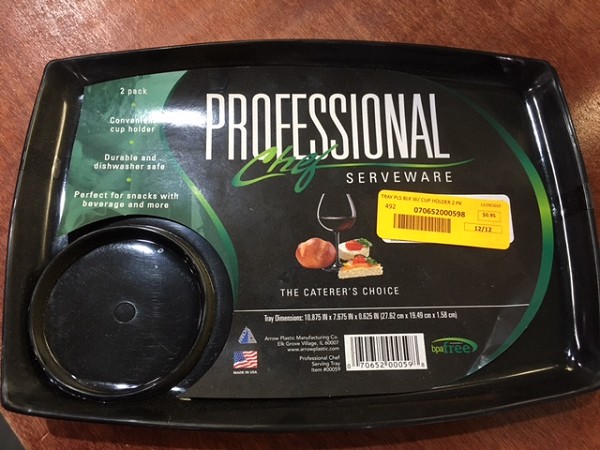 2 pack
Convenient
cup holder
Durable and
dishwasher safe
Perfect for snacks with
beverage and more
PROFESSIONAL
Chef
SERVEWARE
TRAY PLS BLK W/ CUP HOLDER 2 PK
492
070652000598
$0.95
12/12
THE CATERER'S CHOICE
Tray Dimensions: 10.875 IN x 7.675 IN x 0.625 IN (27.62 cm x 19.49 cm x 1.58 cm)
Arrow Plastic Manufacturing Co.
Elk Grove Village, IL 60007
www.arrowplastic.com
Professional Chef
Serving Tray
Item #00059
MADE IN USA
0 70652 00059 8
bpa free